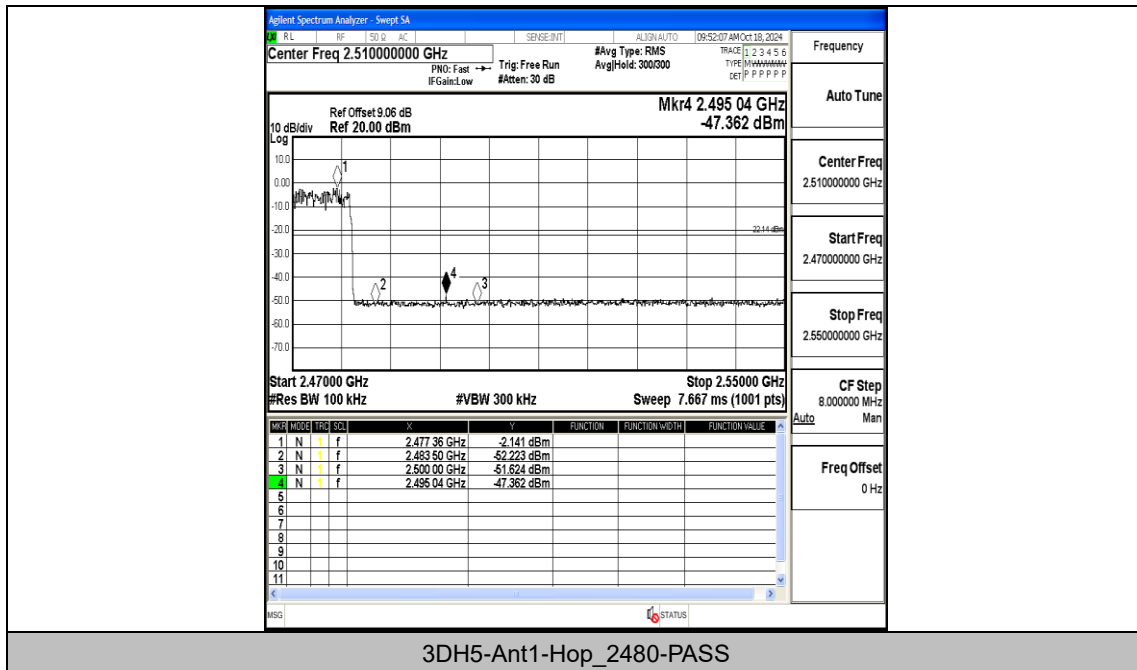 Agilent Spectrum Analyzer - Swept SA
RL RF 50 Ω AC SENSE:INT ALIGN AUTO 09:52:07 AM Oct 18, 2024
Center Freq 2.510000000 GHz
PNO: Fast
IFGain:Low
Trig: Free Run
#Atten: 30 dB
#Avg Type: RMS
Avg|Hold: 300/300
TRACE 1 2 3 4 5 6
TYPE M
DET P P P P P P
Ref Offset 9.06 dB
10 dB/div Ref 20.00 dBm
Log
Mkr4 2.495 04 GHz
-47.362 dBm
10.0
0.00
-10.0
-20.0
-30.0
-40.0
-50.0
-60.0
-70.0
1
2
4
3
22.14 dBm
Start 2.47000 GHz Stop 2.55000 GHz
#Res BW 100 kHz #VBW 300 kHz Sweep 7.667 ms (1001 pts)
MKR MODE TRC SCL X Y FUNCTION FUNCTION WIDTH FUNCTION VALUE
1 N 1 f 2.477 36 GHz -2.141 dBm
2 N 1 f 2.483 50 GHz -52.223 dBm
3 N 1 f 2.500 00 GHz -51.624 dBm
4 N 1 f 2.495 04 GHz -47.362 dBm
5
6
7
8
9
10
11
MSG STATUS
Frequency
Auto Tune
Center Freq
2.510000000 GHz
Start Freq
2.470000000 GHz
Stop Freq
2.550000000 GHz
CF Step
8.000000 MHz
Auto Man
Freq Offset
0 Hz
3DH5-Ant1-Hop_2480-PASS